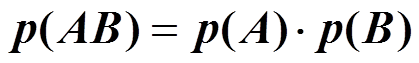 p(AB) = p(A) · p(B)